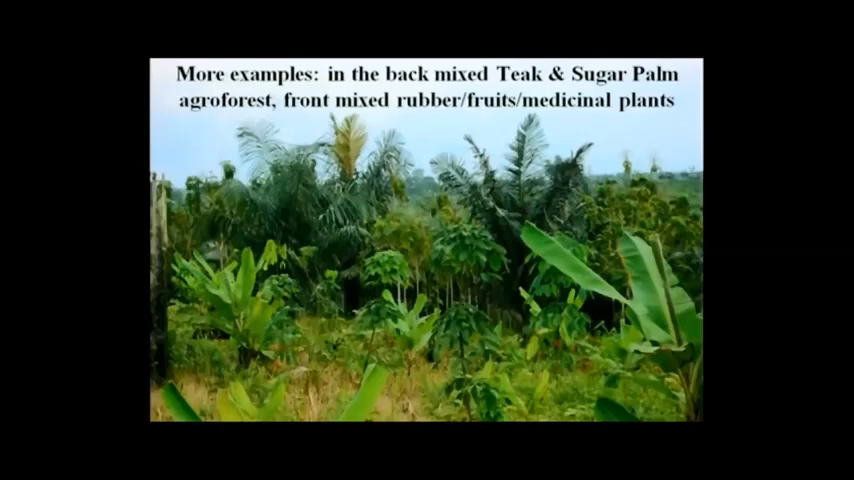 More examples: in the back mixed Teak & Sugar Palm
agroforest, front mixed rubber/fruits/medicinal plants